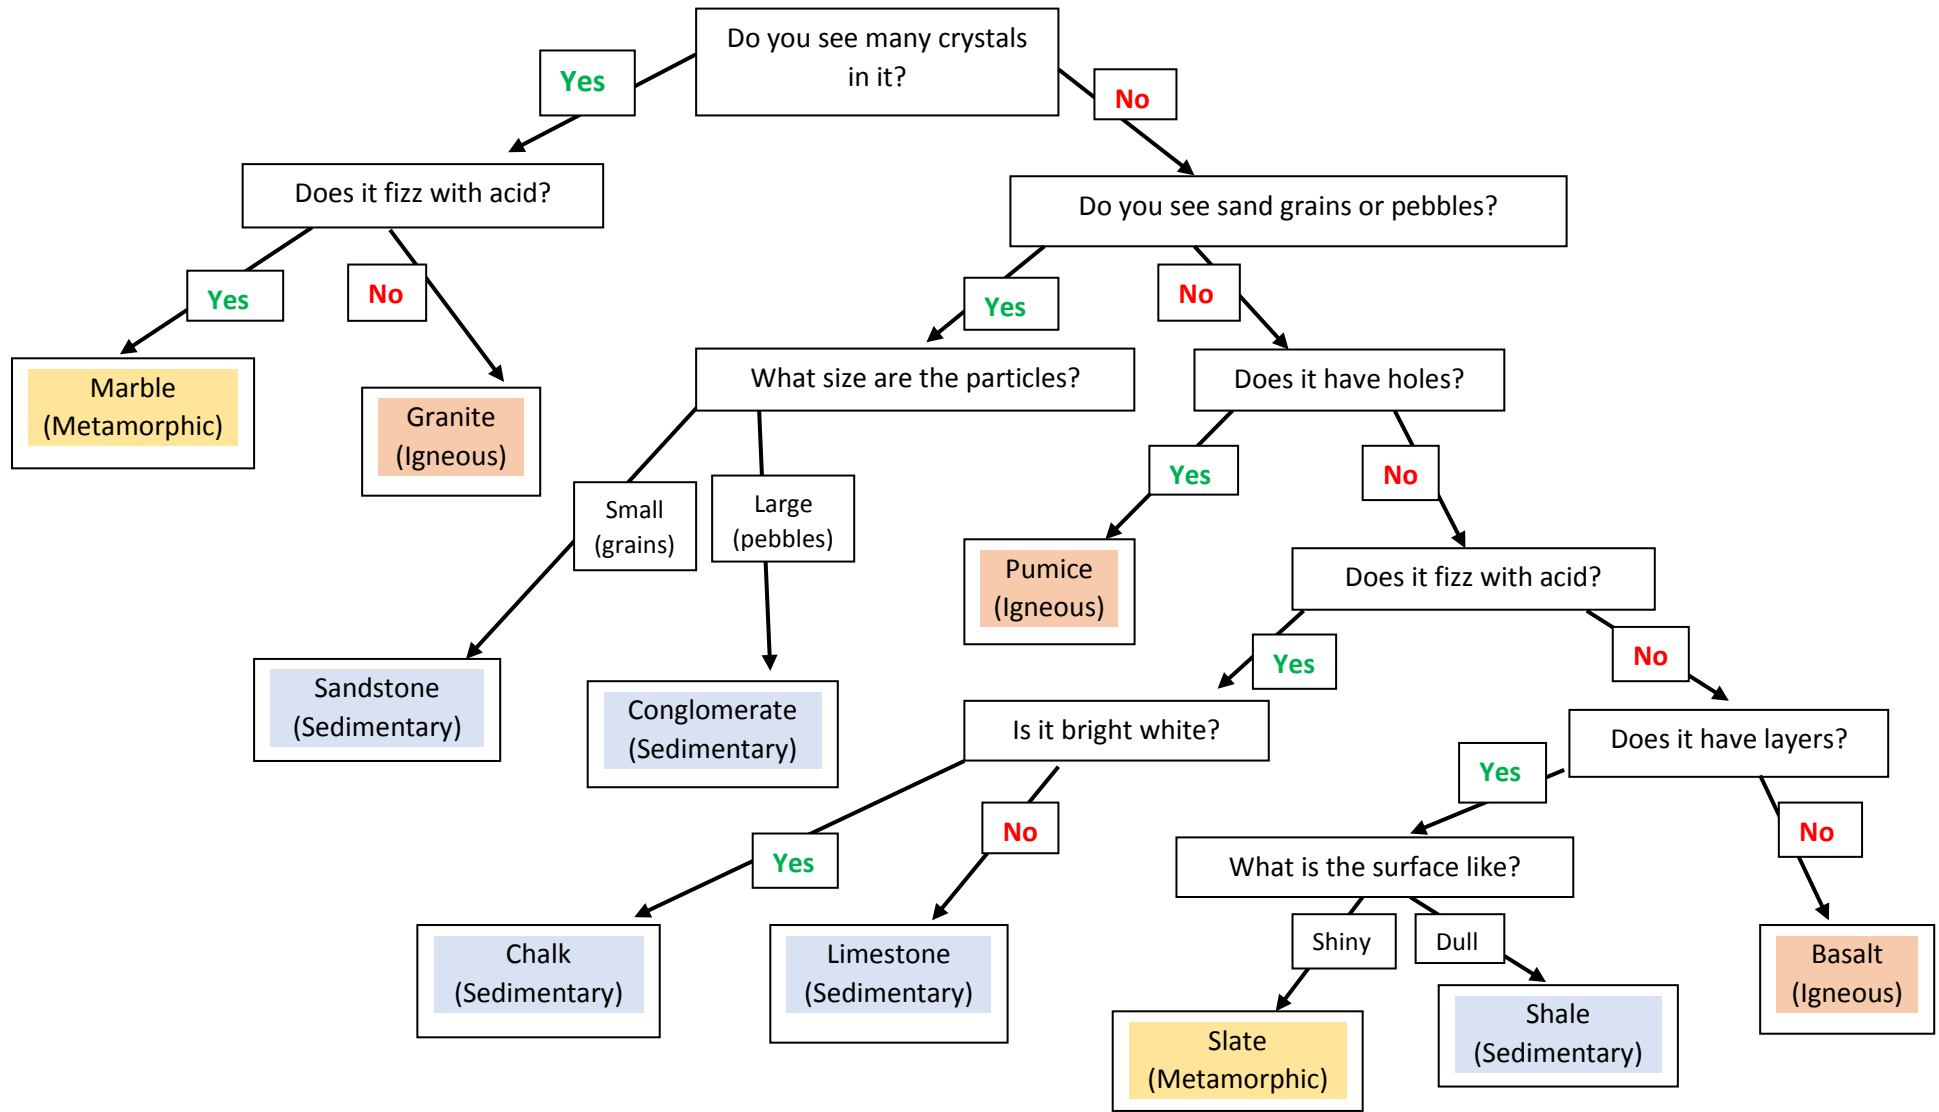 Do you see many crystals
in it?
Yes
No
Does it fizz with acid?
Do you see sand grains or pebbles?
Yes
No
Yes
No
Marble
(Metamorphic)
Granite
(Igneous)
What size are the particles?
Does it have holes?
Small
(grains)
Large
(pebbles)
Yes
No
Pumice
(Igneous)
Does it fizz with acid?
Yes
No
Sandstone
(Sedimentary)
Conglomerate
(Sedimentary)
Is it bright white?
Does it have layers?
Yes
No
Yes
No
What is the surface like?
Shiny
Dull
Chalk
(Sedimentary)
Limestone
(Sedimentary)
Basalt
(Igneous)
Slate
(Metamorphic)
Shale
(Sedimentary)